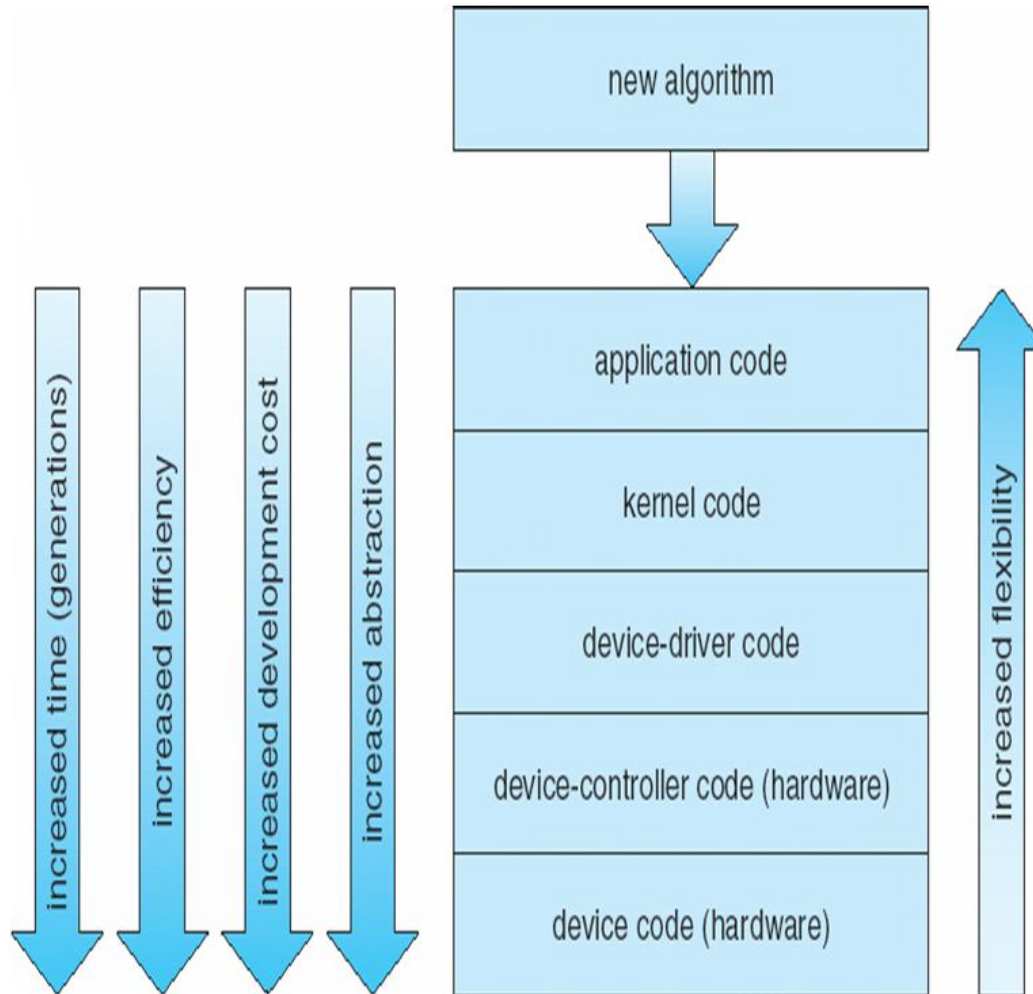 new algorithm
application code
kernel code
device-driver code
device-controller code (hardware)
device code (hardware)
increased time (generations)
increased efficiency
increased development cost
increased abstraction
increased flexibility